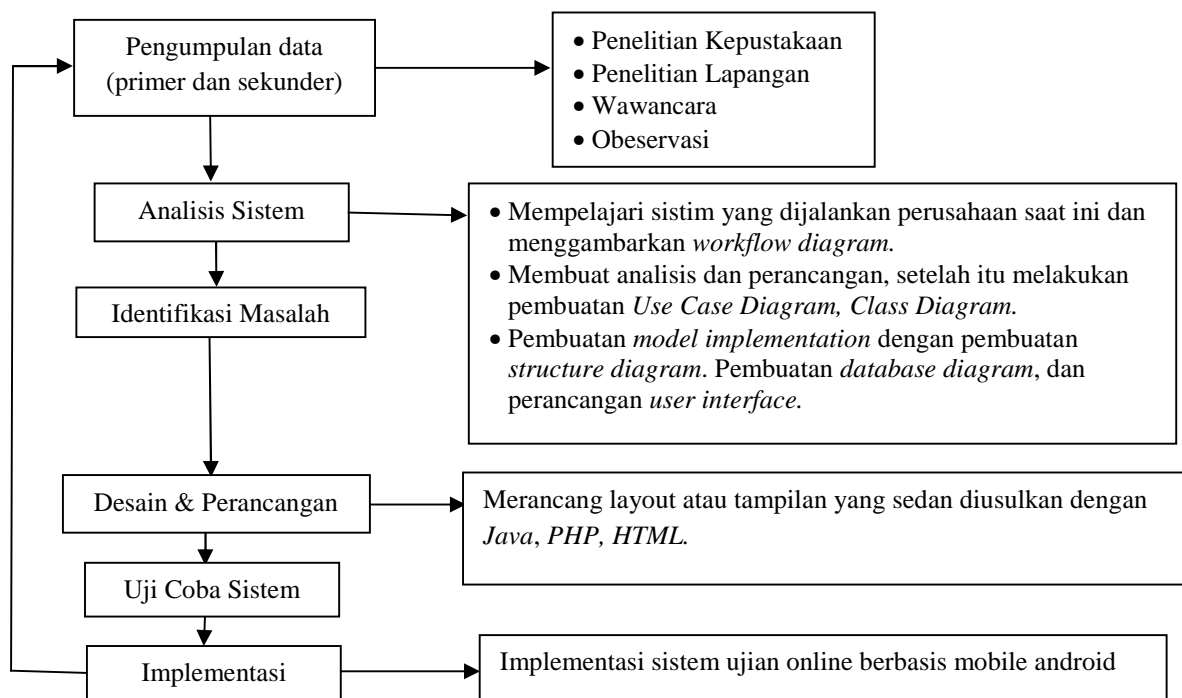 Pengumpulan data
(primer dan sekunder)
• Penelitian Kepustakaan
• Penelitian Lapangan
• Wawancara
• Obeservasi
Analisis Sistem
• Mempelajari sistim yang dijalankan perusahaan saat ini dan
menggambarkan workflow diagram.
• Membuat analisis dan perancangan, setelah itu melakukan
pembuatan Use Case Diagram, Class Diagram.
• Pembuatan model implementation dengan pembuatan
structure diagram. Pembuatan database diagram, dan
perancangan user interface.
Identifikasi Masalah
Desain & Perancangan
Merancang layout atau tampilan yang sedan diusulkan dengan
Java, PHP, HTML.
Uji Coba Sistem
Implementasi
Implementasi sistem ujian online berbasis mobile android